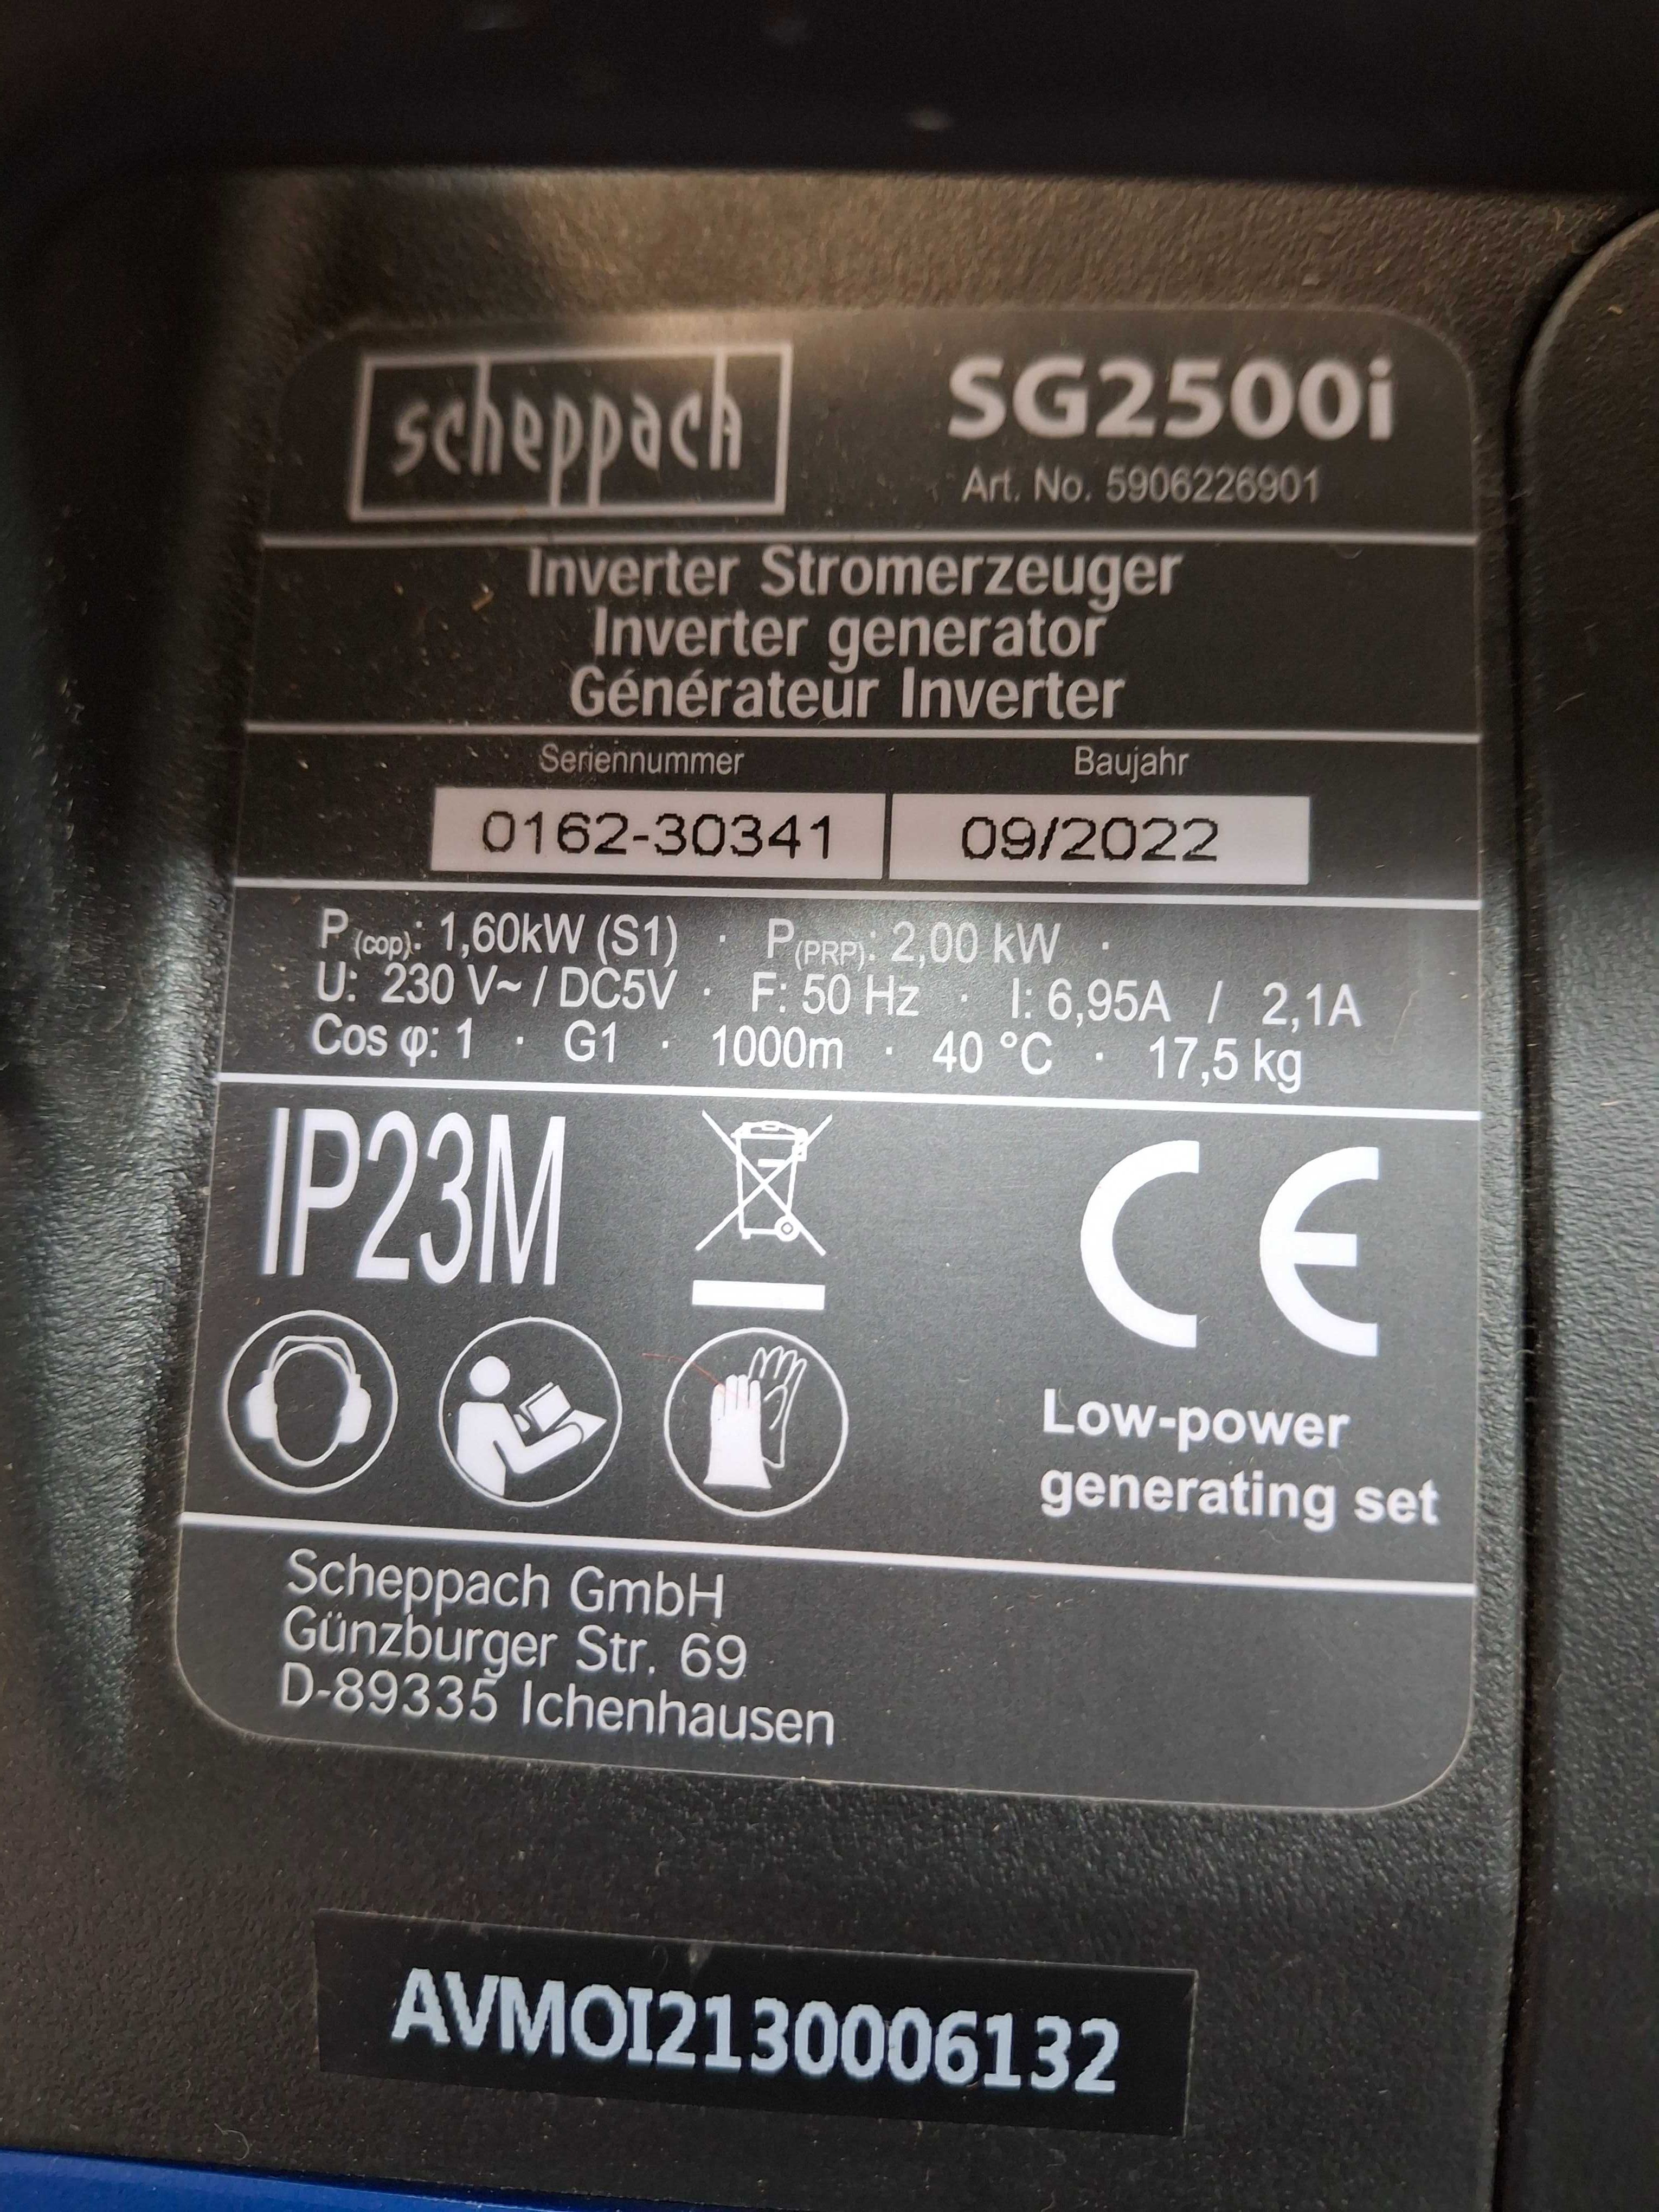 scheppach
SG2500i
Art. No. 5906226901
Inverter Stromerzeuger
Inverter generator
Générateur Inverter
Seriennummer Baujahr
0162-30341 09/2022
P(cop): 1,60kW (S1) · P(PRP): 2,00 kW ·
U: 230 V~ / DC5V · F: 50 Hz · I: 6,95A / 2,1A
Cos φ: 1 · G1 · 1000m · 40 °C · 17,5 kg
IP23M
CE
Low-power
generating set
Scheppach GmbH
Günzburger Str. 69
D-89335 Ichenhausen
AVMOI2130006132